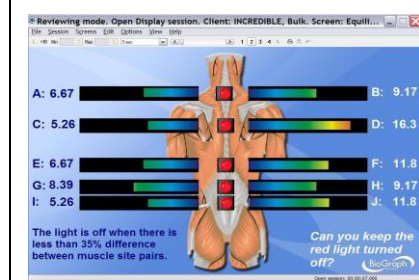 Reviewing mode. Open Display session. Client: INCREDIBLE, Bulk. Screen: Equili...
File Session Screens Edit Options View Help
5 sec 1 2 3 4 5
A: 6.67 B: 9.17
C: 5.26 D: 16.3
E: 6.67 F: 11.8
G: 8.39 H: 9.17
I: 5.26 J: 11.8
The light is off when there is
less than 35% difference
between muscle site pairs.
Can you keep the
red light turned
off?
BioGraph